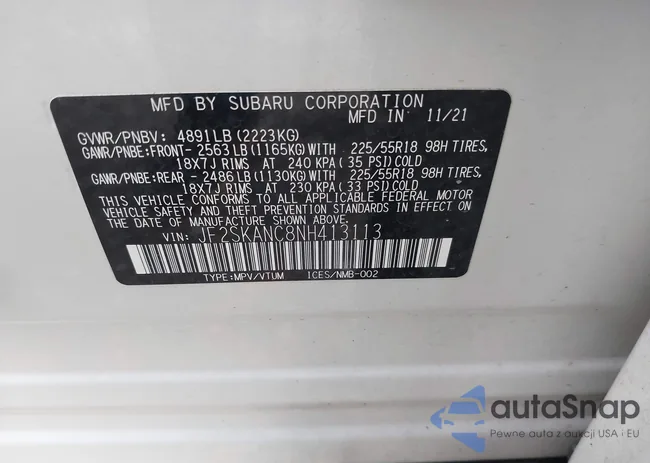 MFD BY SUBARU CORPORATION
MFD IN 11/21
GVWR/PNBV: 4891LB(2223KG)
GAWR/PNBE:FRONT- 2563LB(1165KG)WITH 225/55R18 98H TIRES,
18X7J RIMS AT 240 KPA(35 PSI)COLD
GAWR/PNBE:REAR - 2486LB(1130KG)WITH 225/55R18 98H TIRES,
18X7J RIMS AT 230 KPA(33 PSI)COLD
THIS VEHICLE CONFORMS TO ALL APPLICABLE FEDERAL MOTOR
VEHICLE SAFETY AND THEFT PREVENTION STANDARDS IN EFFECT ON
THE DATE OF MANUFACTURE SHOWN ABOVE.
VIN: JF2SKANC8NH413113
TYPE:MPV/VTUM ICES/NMB-002
autoSnap
Pewne auta z aukcji USA i EU